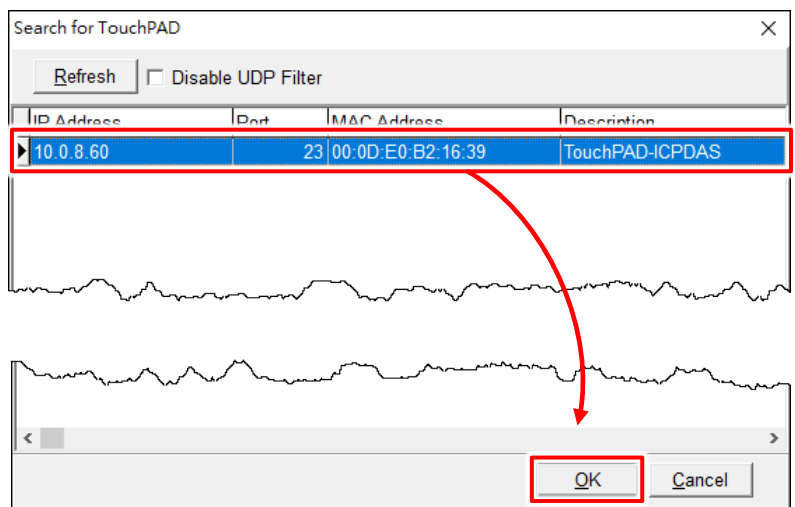 Search for TouchPAD
Refresh Disable UDP Filter
IP Address Port MAC Address Description
10.0.8.60 23 00:0D:E0:B2:16:39 TouchPAD-ICPDAS
OK Cancel